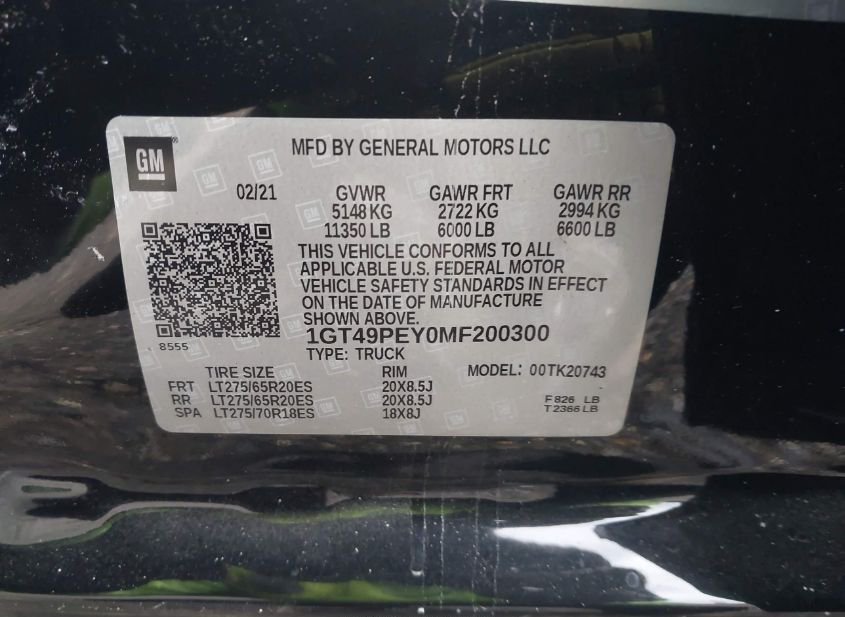 GM
MFD BY GENERAL MOTORS LLC
02/21 GVWR GAWR FRT GAWR RR
5148 KG 2722 KG 2994 KG
11350 LB 6000 LB 6600 LB
THIS VEHICLE CONFORMS TO ALL
APPLICABLE U.S. FEDERAL MOTOR
VEHICLE SAFETY STANDARDS IN EFFECT
ON THE DATE OF MANUFACTURE
SHOWN ABOVE.
8555
1GT49PEY0MF200300
TYPE: TRUCK
TIRE SIZE RIM MODEL: 00TK20743
FRT LT275/65R20ES 20X8.5J
RR LT275/65R20ES 20X8.5J F 826 LB
SPA LT275/70R18ES 18X8J T 2366 LB